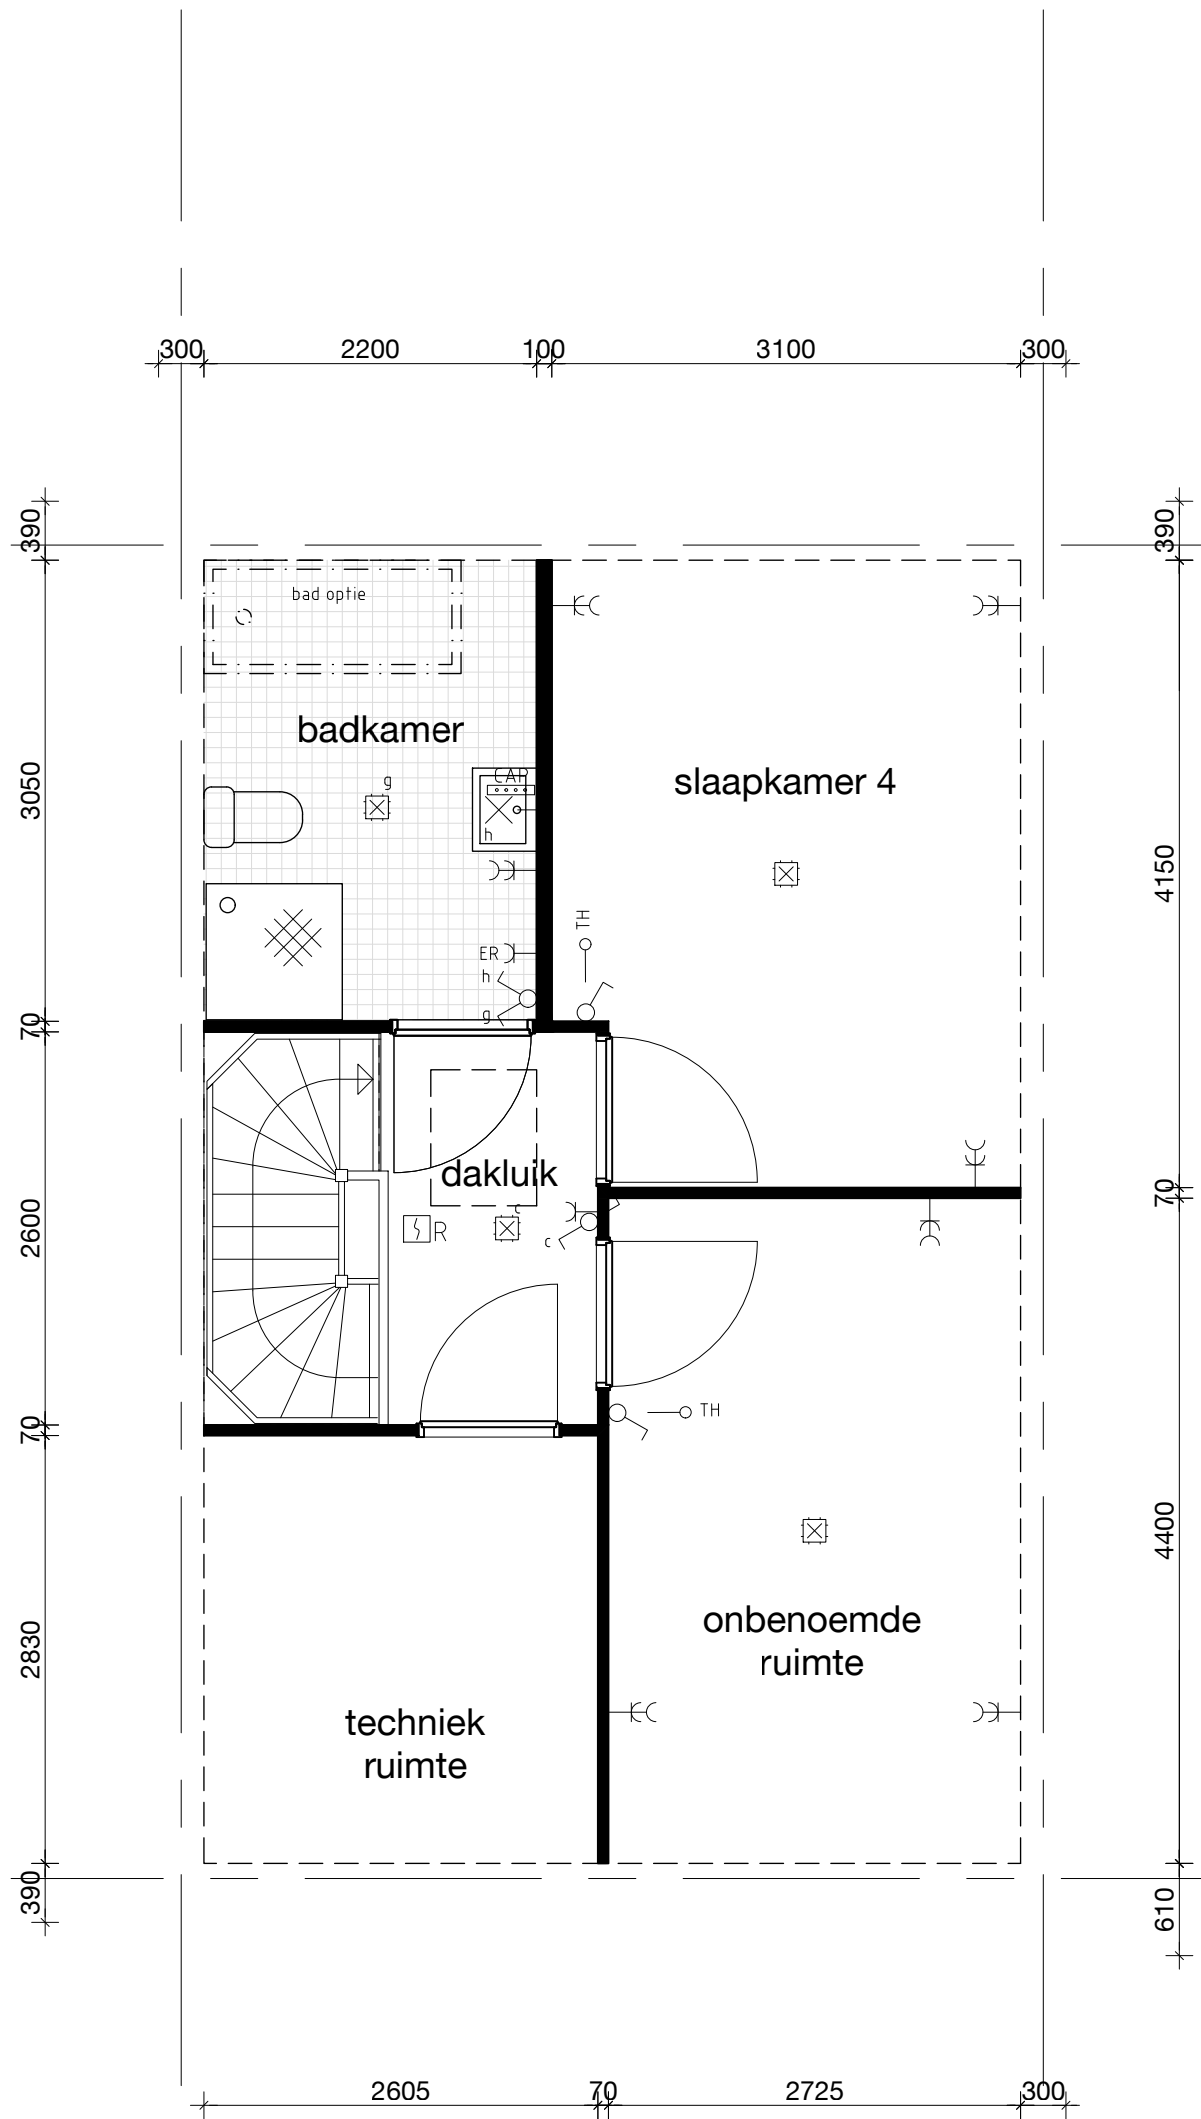 300 2200 100 3100 300
390
390
bad optie
badkamer
slaapkamer 4
g
CAP
h
3050
4150
TH
ER
h
g
70
dakluik
70
c
R
c
2600
TH
70
4400
onbenoemde
ruimte
2830
techniek
ruimte
390
610
2605 70 2725 300